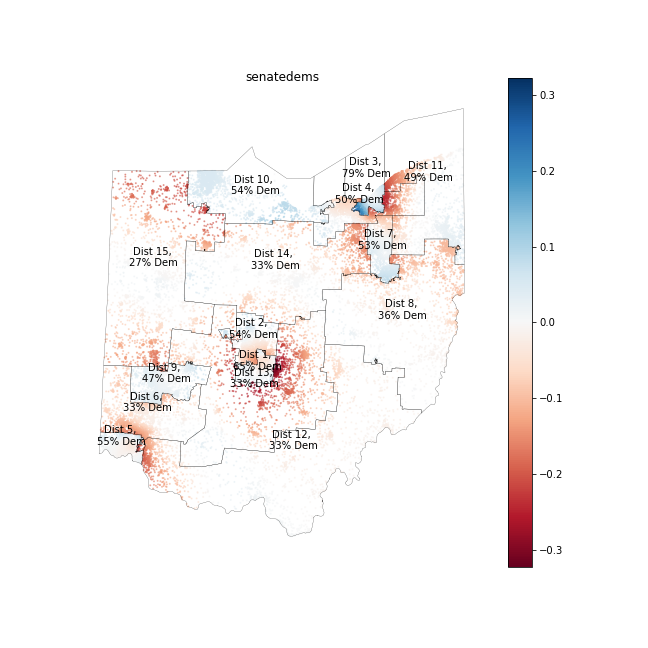 senatedems
Dist 3,
79% Dem
Dist 11,
49% Dem
Dist 10,
54% Dem
Dist 4,
50% Dem
Dist 7,
53% Dem
Dist 15,
27% Dem
Dist 14,
33% Dem
Dist 8,
36% Dem
Dist 2,
54% Dem
Dist 1,
65% Dem
Dist 13,
33% Dem
Dist 9,
47% Dem
Dist 6,
33% Dem
Dist 5,
55% Dem
Dist 12,
33% Dem
0.3
0.2
0.1
0.0
−0.1
−0.2
−0.3